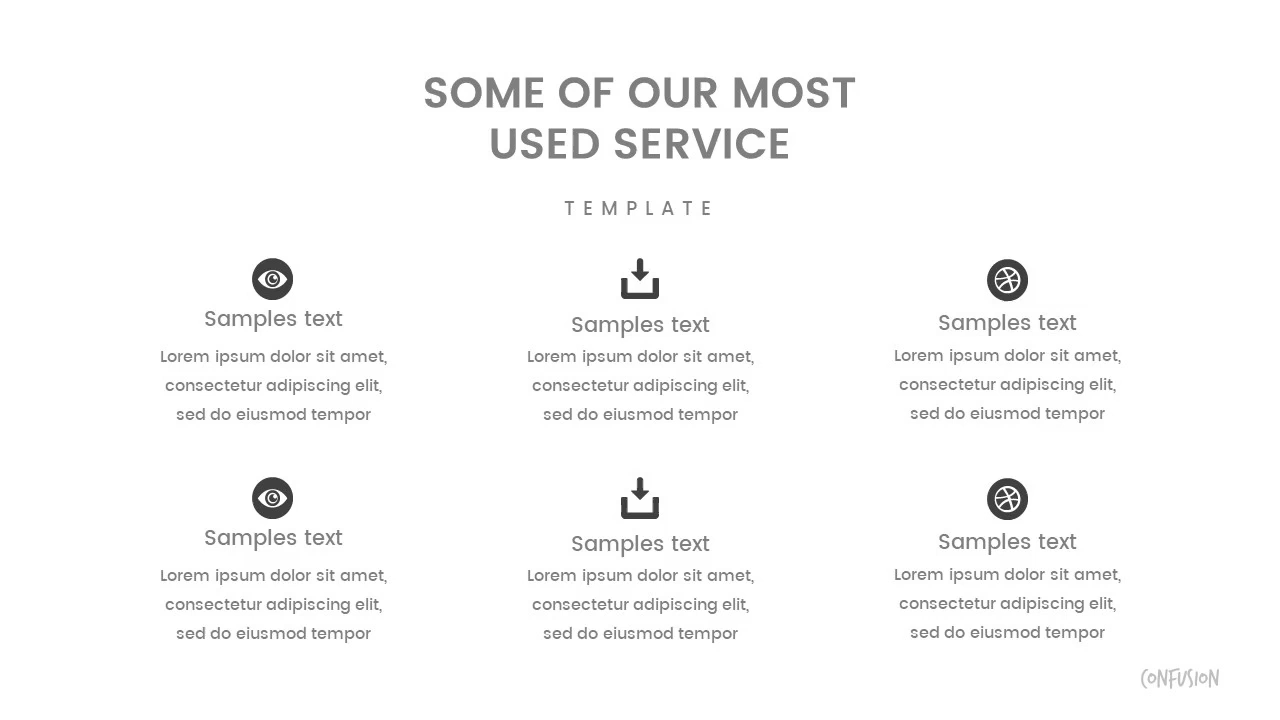 SOME OF OUR MOST
USED SERVICE
TEMPLATE
Samples text
Lorem ipsum dolor sit amet,
consectetur adipiscing elit,
sed do eiusmod tempor
Samples text
Lorem ipsum dolor sit amet,
consectetur adipiscing elit,
sed do eiusmod tempor
Samples text
Lorem ipsum dolor sit amet,
consectetur adipiscing elit,
sed do eiusmod tempor
Samples text
Lorem ipsum dolor sit amet,
consectetur adipiscing elit,
sed do eiusmod tempor
Samples text
Lorem ipsum dolor sit amet,
consectetur adipiscing elit,
sed do eiusmod tempor
Samples text
Lorem ipsum dolor sit amet,
consectetur adipiscing elit,
sed do eiusmod tempor
CONFUSION